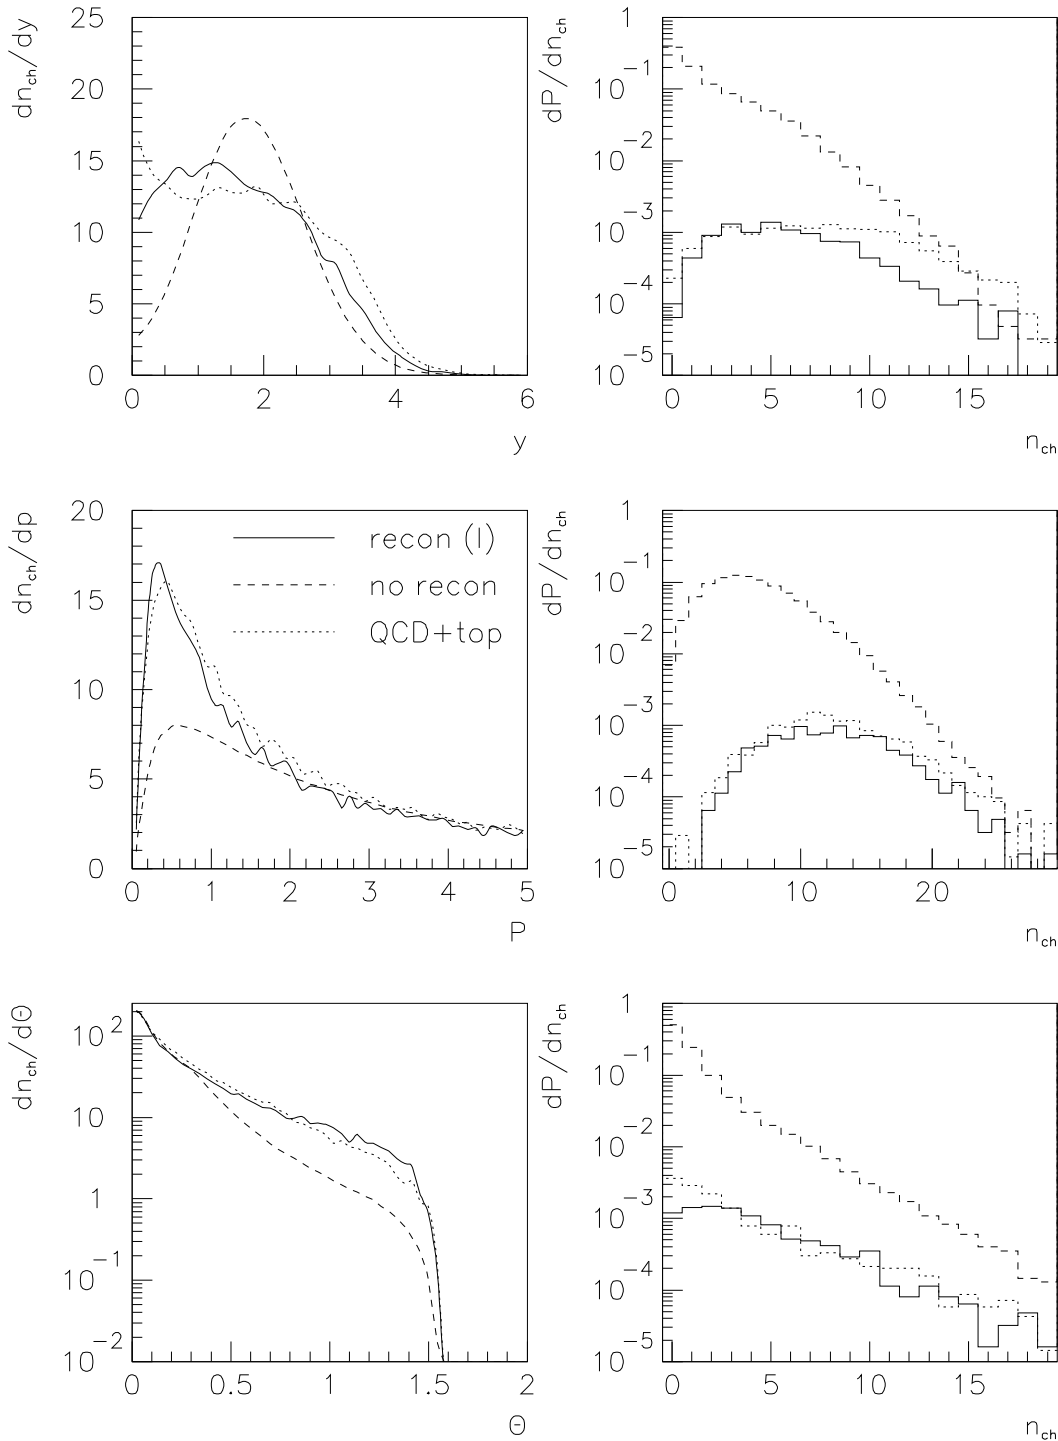 dn_ch/dy
25
20
15
10
5
0
0 2 4 6
y
dP/dn_ch
1
10^-1
10^-2
10^-3
10^-4
10^-5
0 5 10 15
n_ch
dn_ch/dp
20
15
10
5
0
recon (I)
no recon
QCD+top
0 1 2 3 4 5
P
dP/dn_ch
1
10^-1
10^-2
10^-3
10^-4
10^-5
0 10 20
n_ch
dn_ch/dΘ
10^2
10
1
10^-1
10^-2
0 0.5 1 1.5 2
Θ
dP/dn_ch
1
10^-1
10^-2
10^-3
10^-4
10^-5
0 5 10 15
n_ch